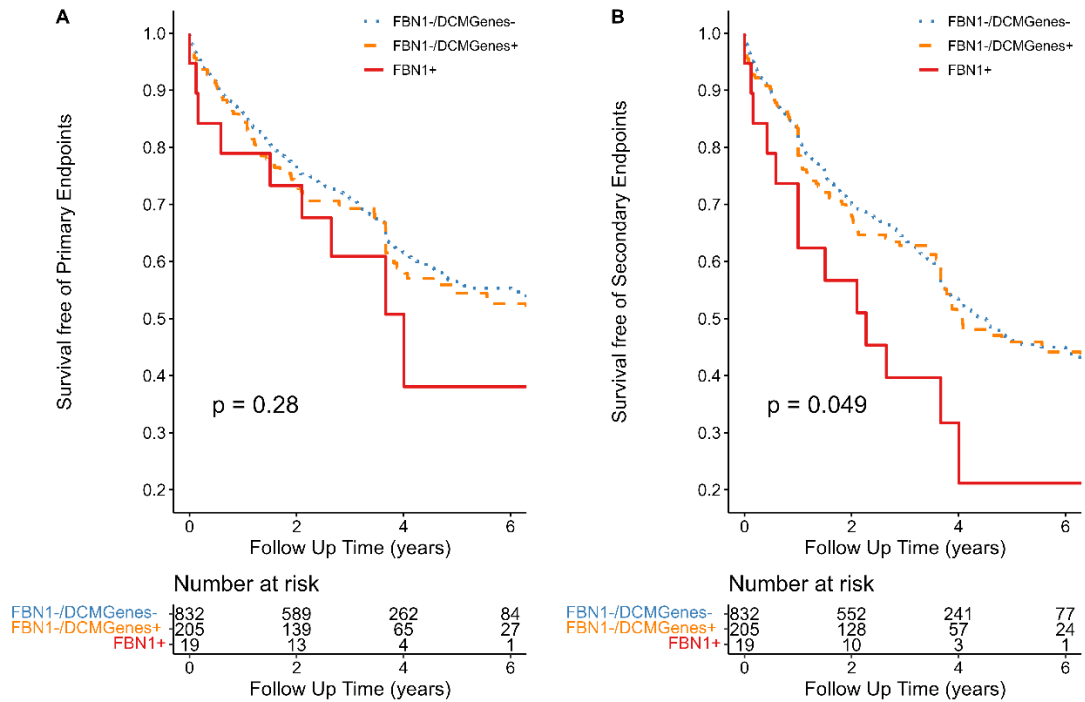 A
FBN1-/DCMGenes-
FBN1-/DCMGenes+
FBN1+
Survival free of Primary Endpoints
1.0
0.9
0.8
0.7
0.6
0.5
0.4
0.3
0.2
p = 0.28
0 2 4 6
Follow Up Time (years)
Number at risk
FBN1-/DCMGenes- 832 589 262 84
FBN1-/DCMGenes+ 205 139 65 27
FBN1+ 19 13 4 1
0 2 4 6
Follow Up Time (years)
B
FBN1-/DCMGenes-
FBN1-/DCMGenes+
FBN1+
Survival free of Secondary Endpoints
1.0
0.9
0.8
0.7
0.6
0.5
0.4
0.3
0.2
p = 0.049
0 2 4 6
Follow Up Time (years)
Number at risk
FBN1-/DCMGenes- 832 552 241 77
FBN1-/DCMGenes+ 205 128 57 24
FBN1+ 19 10 3 1
0 2 4 6
Follow Up Time (years)